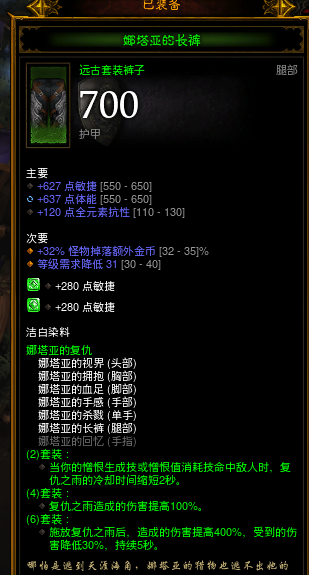 已装备
娜塔亚的长裤
远古套装裤子 腿部
700
护甲
主要
+627 点敏捷 [550 - 650]
+637 点体能 [550 - 650]
+120 点全元素抗性 [110 - 130]
次要
+32% 怪物掉落额外金币 [32 - 35]%
等级需求降低 31 [30 - 40]
+280 点敏捷
+280 点敏捷
洁白染料
娜塔亚的复仇
娜塔亚的视界 (头部)
娜塔亚的拥抱 (胸部)
娜塔亚的血足 (脚部)
娜塔亚的手感 (手部)
娜塔亚的杀戮 (单手)
娜塔亚的长裤 (腿部)
娜塔亚的回忆 (手指)
(2)套装：
当你的憎恨生成技或憎恨值消耗技命中敌人时，复
仇之雨的冷却时间缩短2秒。
(4)套装：
复仇之雨造成的伤害提高100%。
(6)套装：
施放复仇之雨后，造成的伤害提高400%，受到的伤
害降低30%，持续5秒。
哪怕是逃到天涯海角，娜塔亚的猎物也逃不出她的